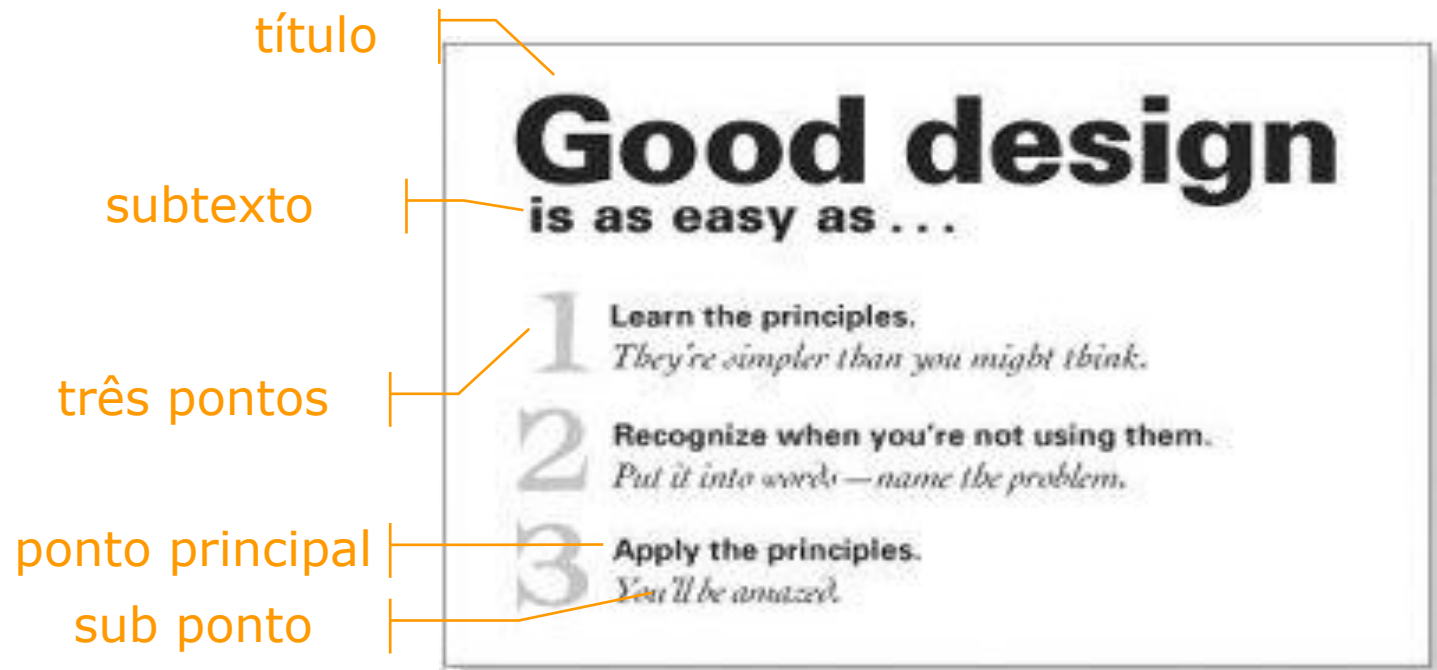 título
Good design
subtexto
is as easy as . . .
1
Learn the principles.
They're simpler than you might think.
três pontos
2
Recognize when you're not using them.
Put it into words—name the problem.
ponto principal
3
Apply the principles.
You'll be amazed.
sub ponto